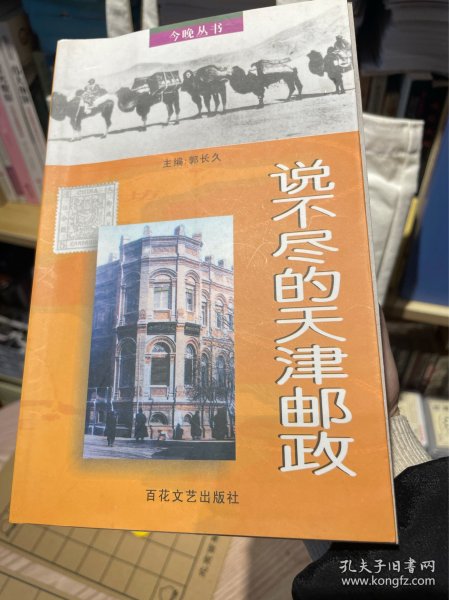 今晚丛书
主编:郭长久
说不尽的天津邮政
百花文艺出版社
孔夫子旧书网
www.kongfz.com